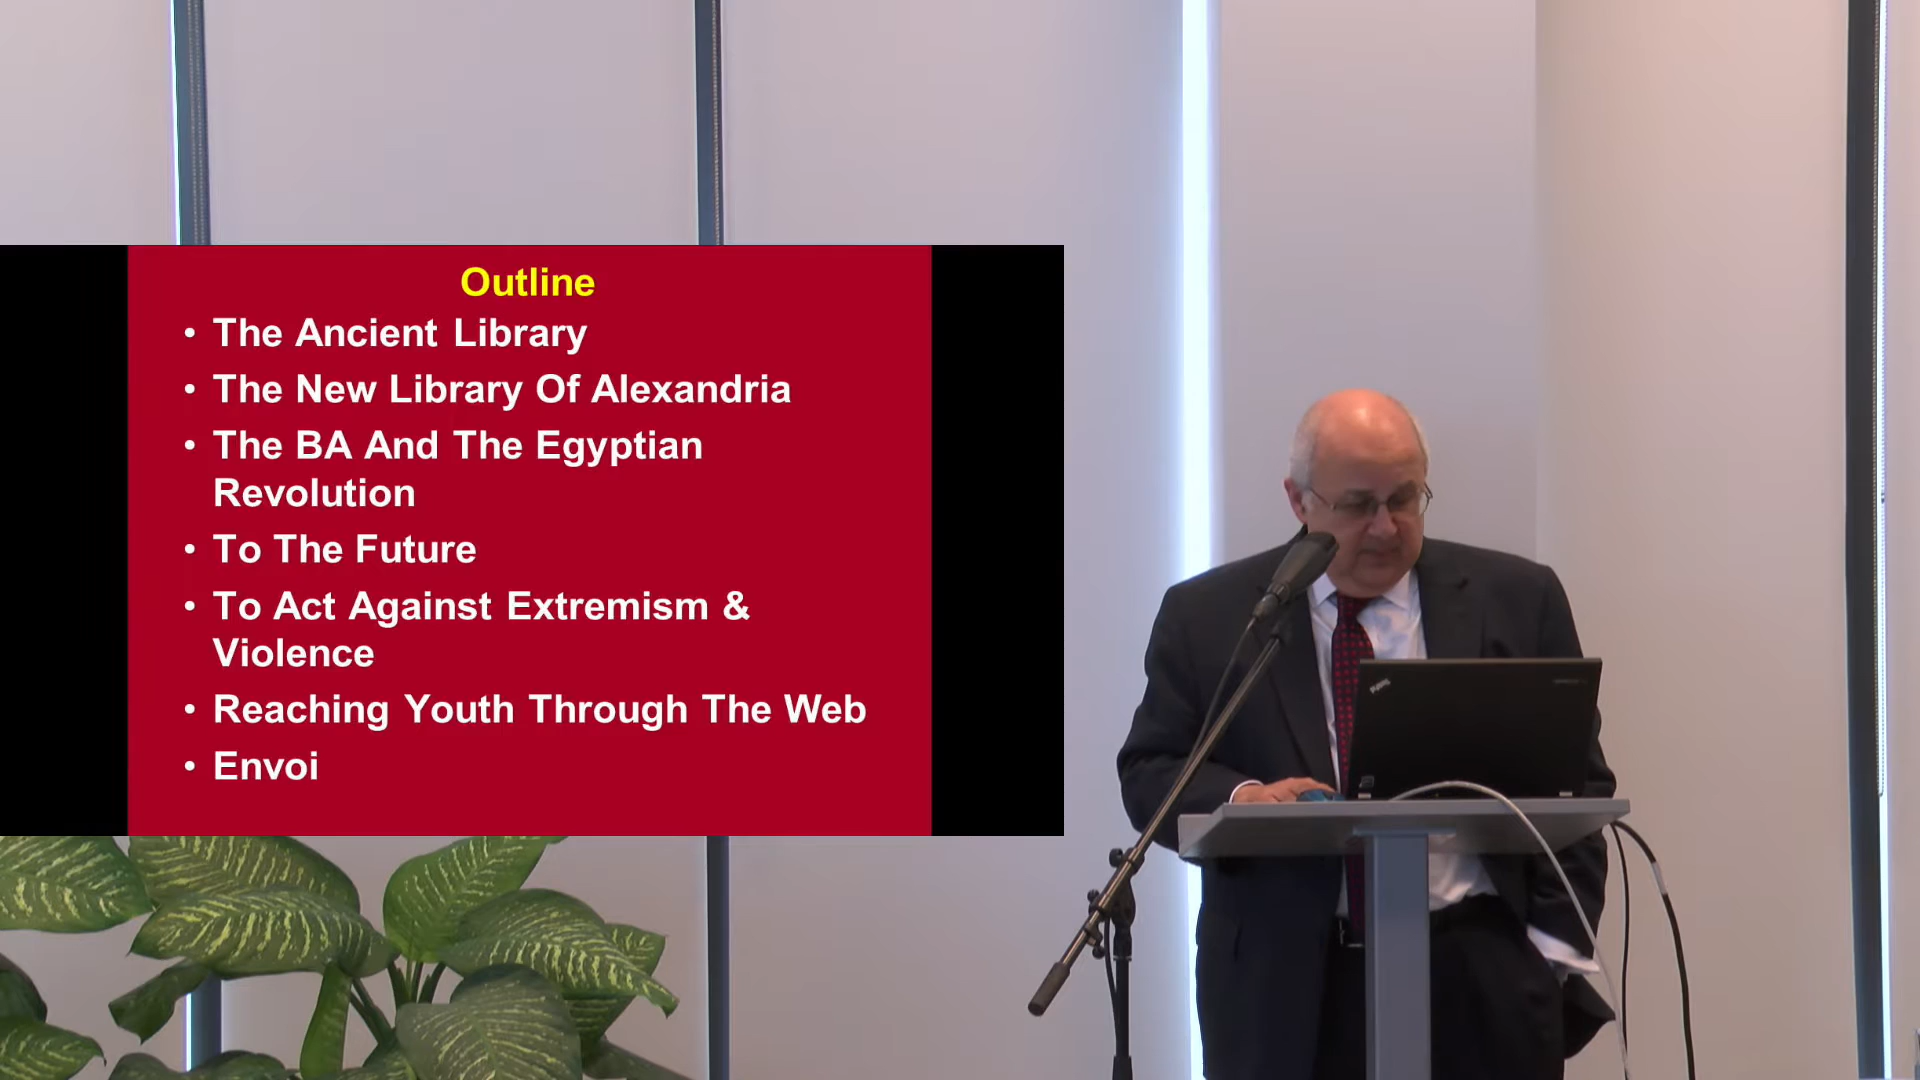 Outline
• The Ancient Library
• The New Library Of Alexandria
• The BA And The Egyptian
Revolution
• To The Future
• To Act Against Extremism &
Violence
• Reaching Youth Through The Web
• Envoi